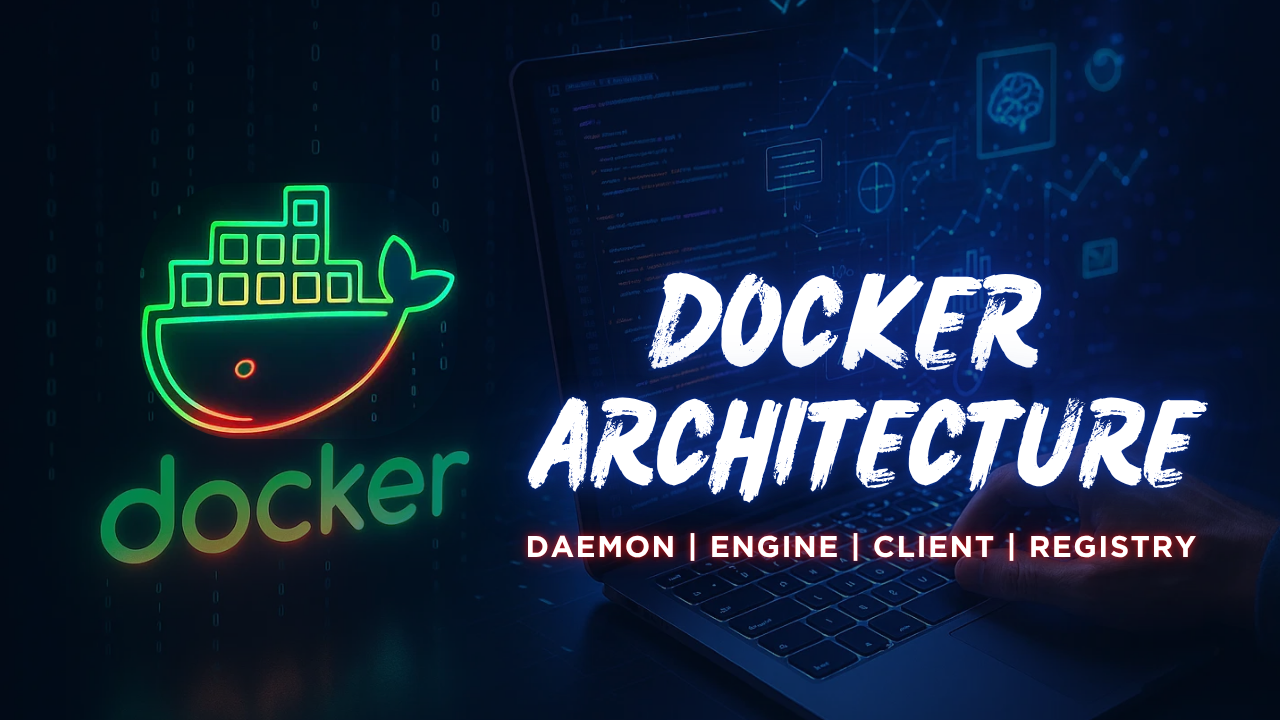 docker
DOCKER
ARCHITECTURE
DAEMON | ENGINE | CLIENT | REGISTRY